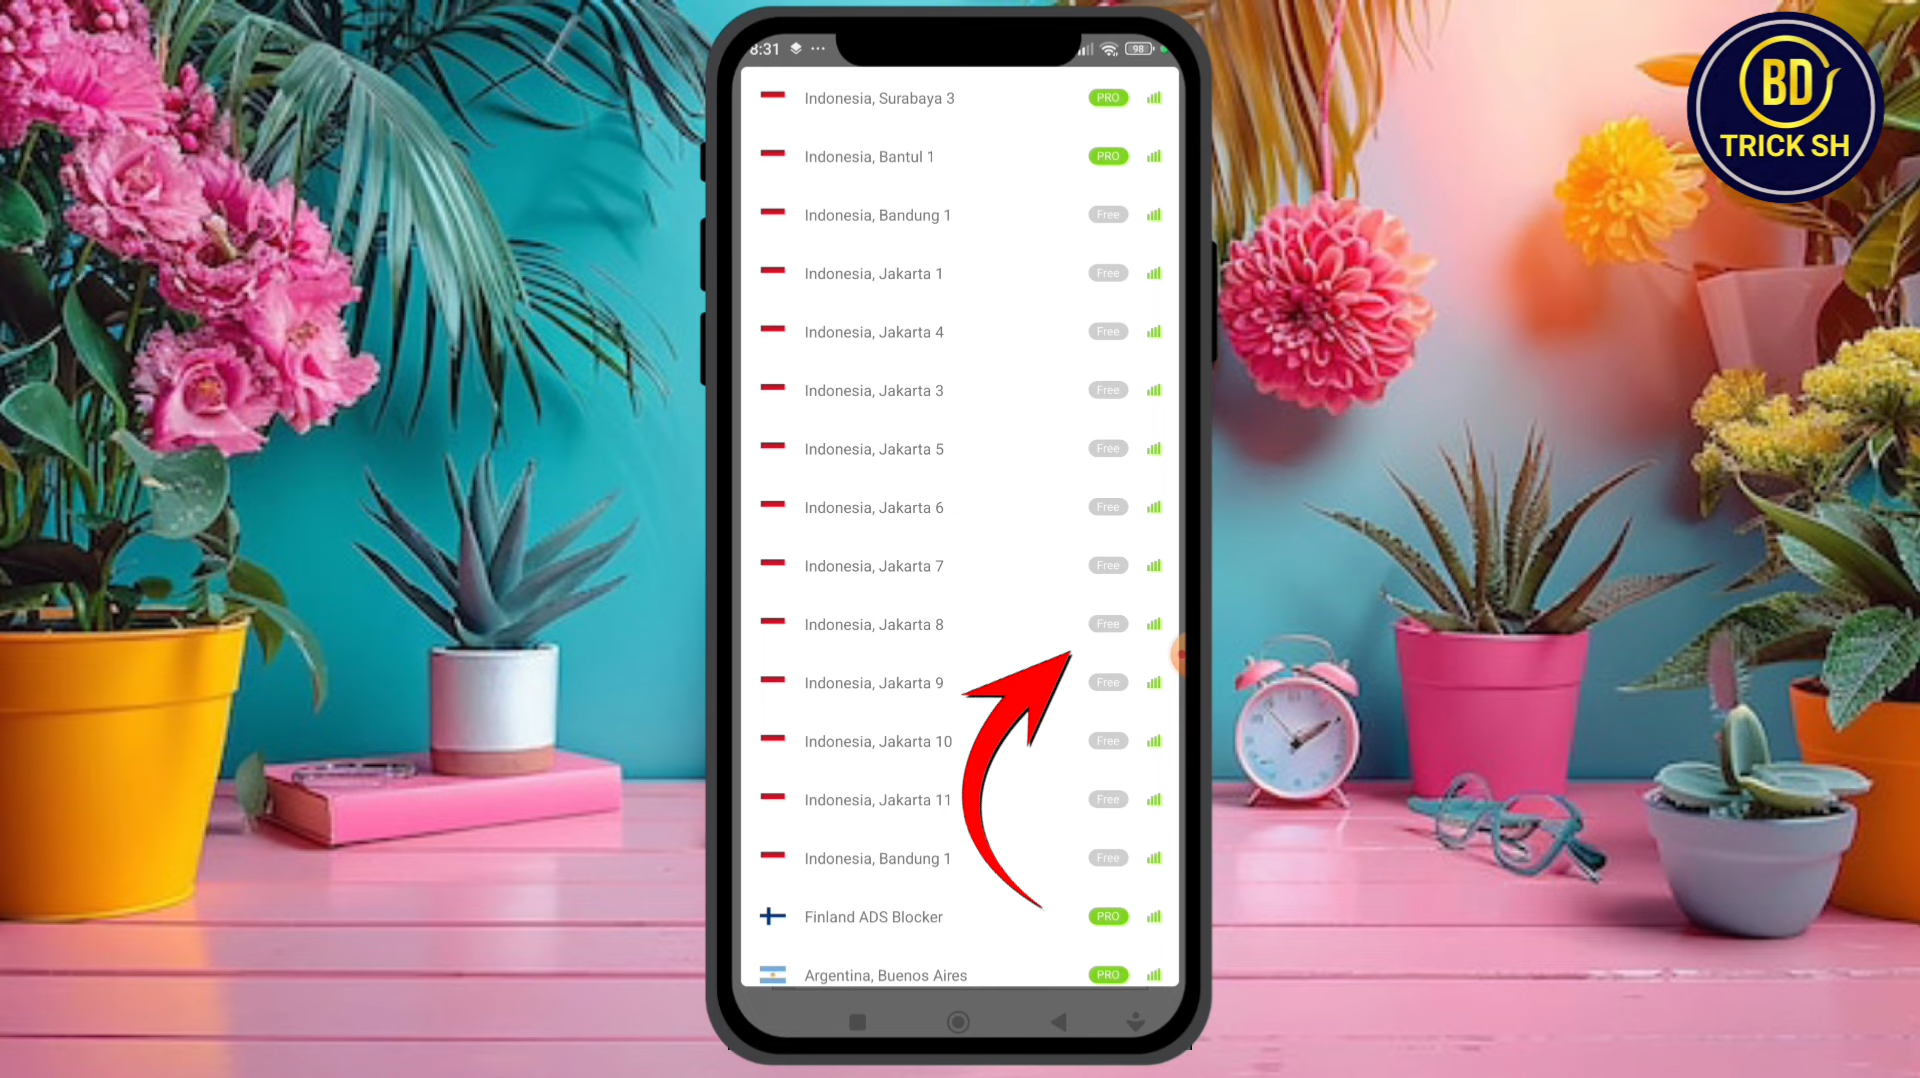 8:31
98
BD
TRICK SH
Indonesia, Surabaya 3 PRO
Indonesia, Bantul 1 PRO
Indonesia, Bandung 1 Free
Indonesia, Jakarta 1 Free
Indonesia, Jakarta 4 Free
Indonesia, Jakarta 3 Free
Indonesia, Jakarta 5 Free
Indonesia, Jakarta 6 Free
Indonesia, Jakarta 7 Free
Indonesia, Jakarta 8 Free
Indonesia, Jakarta 9 Free
Indonesia, Jakarta 10 Free
Indonesia, Jakarta 11 Free
Indonesia, Bandung 1 Free
Finland ADS Blocker PRO
Argentina, Buenos Aires PRO